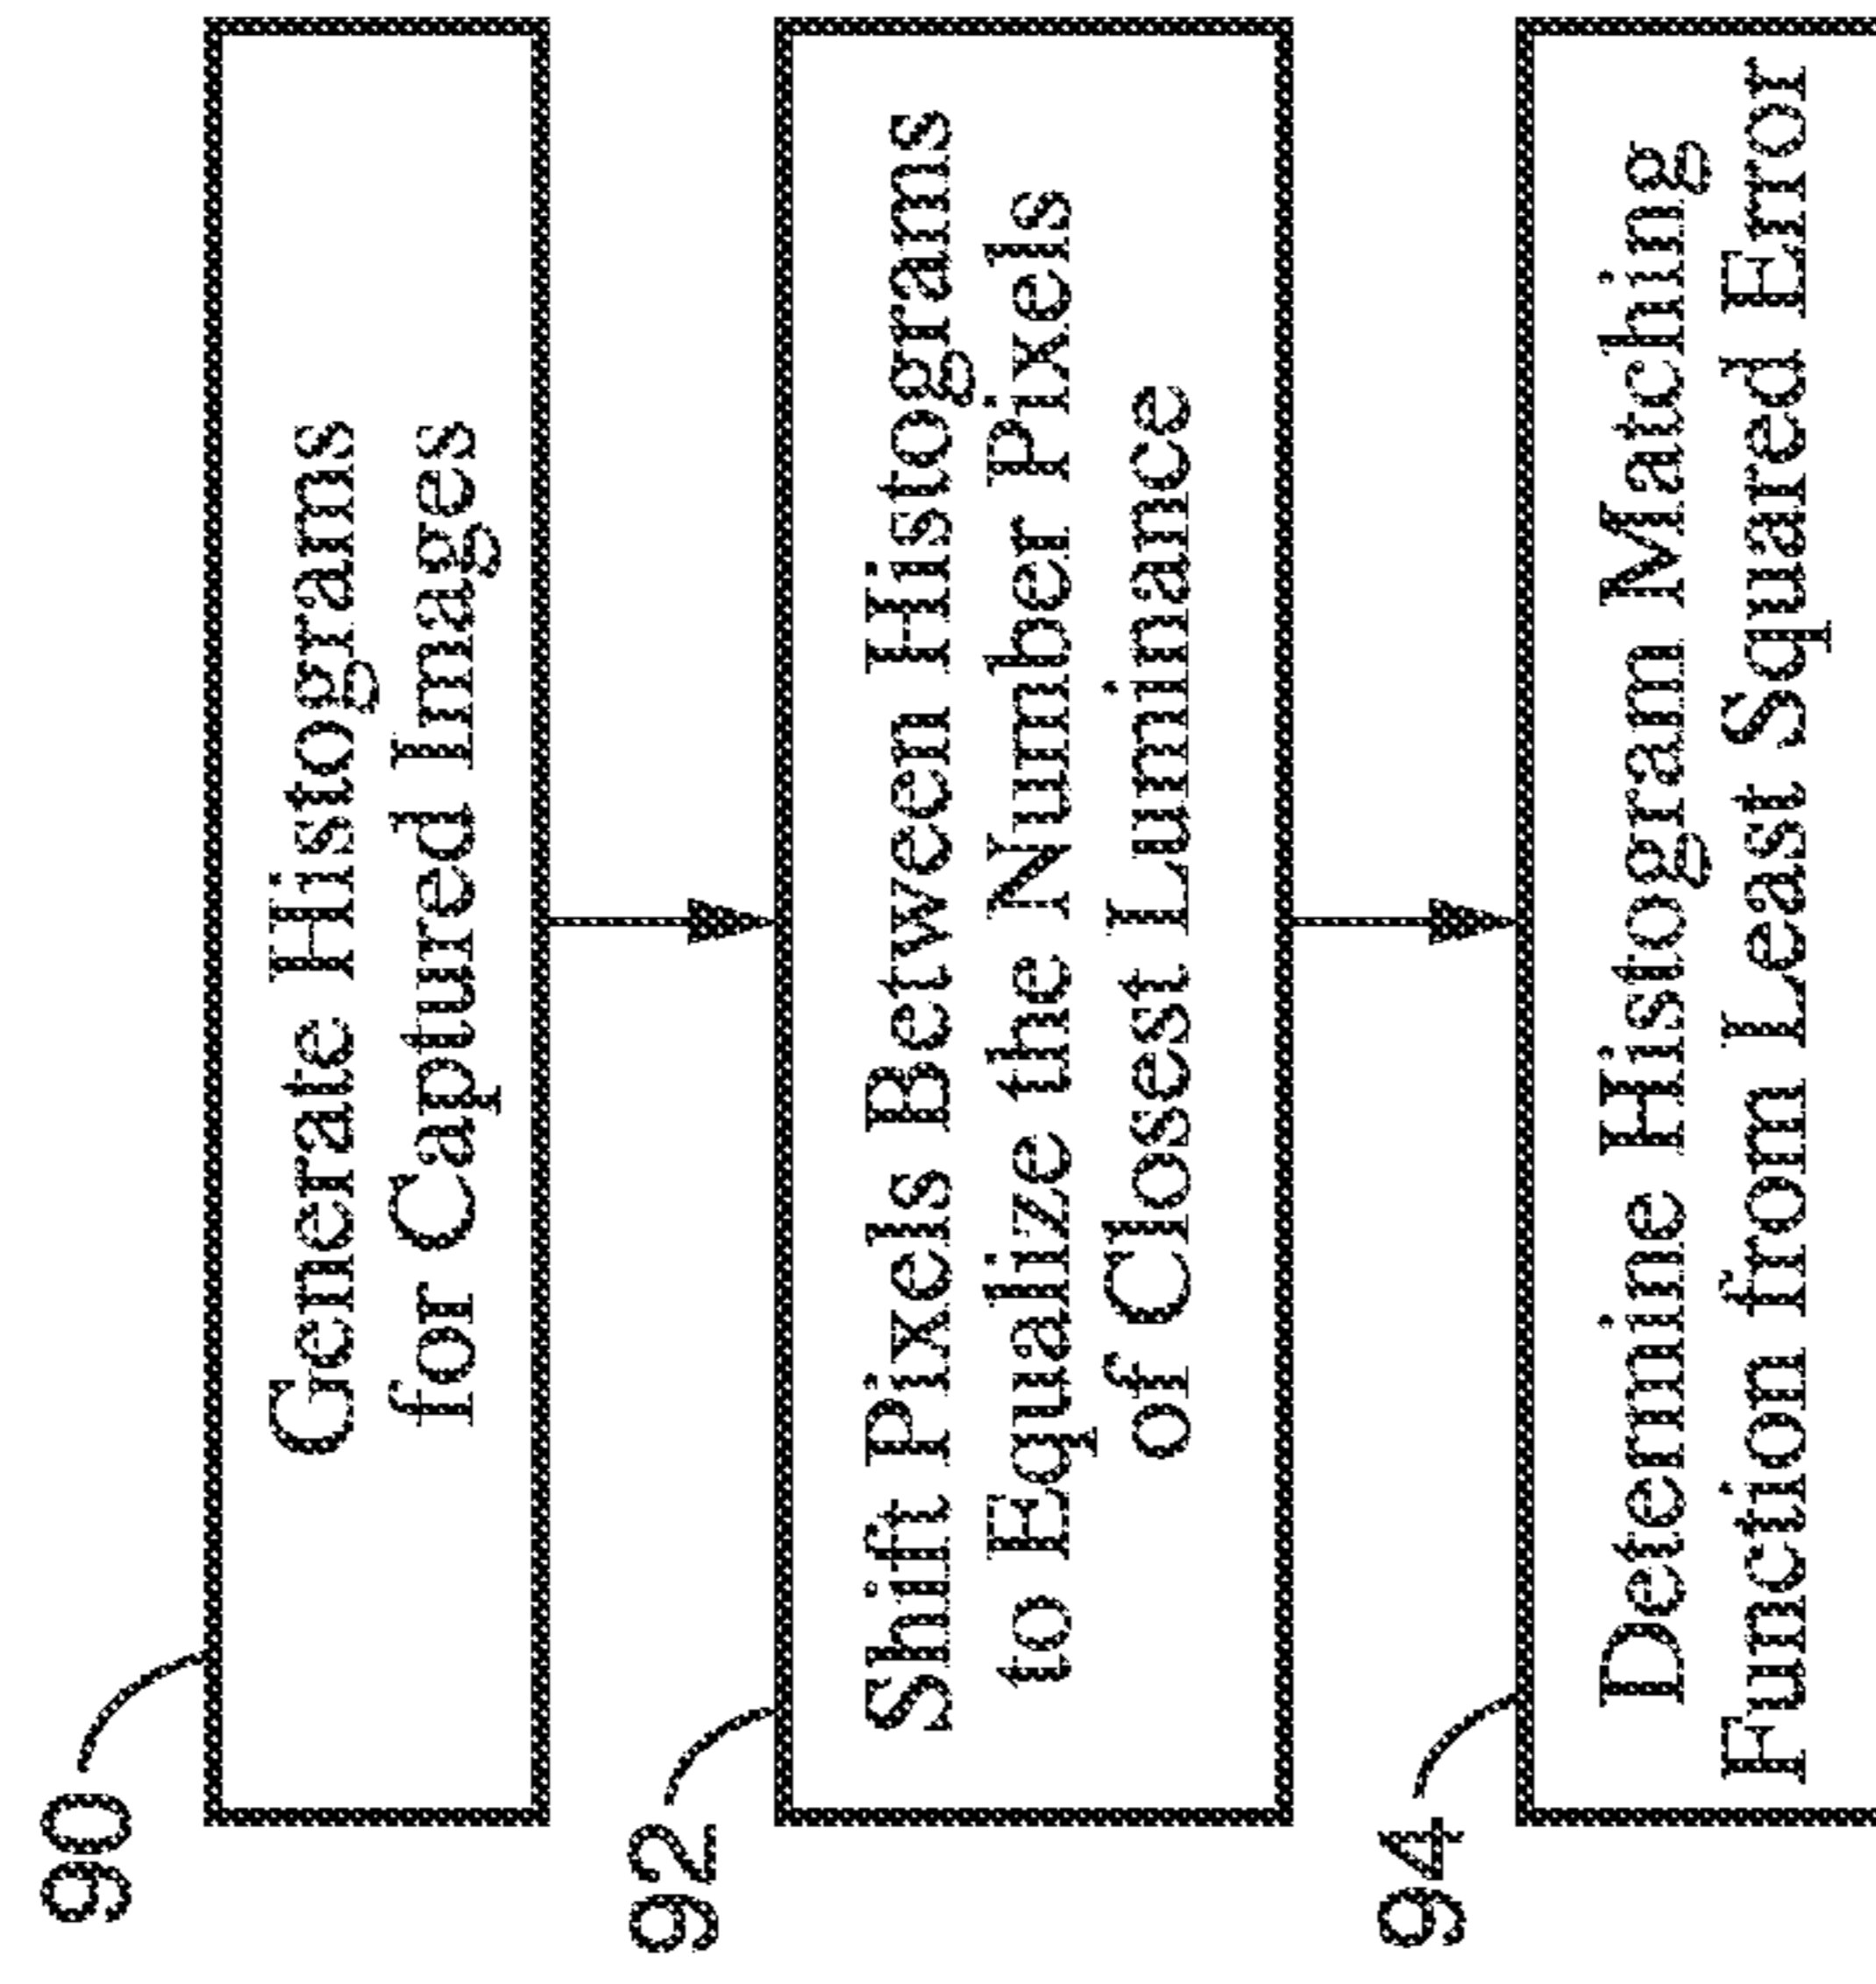 90
Generate Histograms
for Captured Images
92
Shift Pixels Between Histograms
to Equalize the Number Pixels
of Closest Luminance
94
Detemine Histogram Matching
Function from Least Squared Error